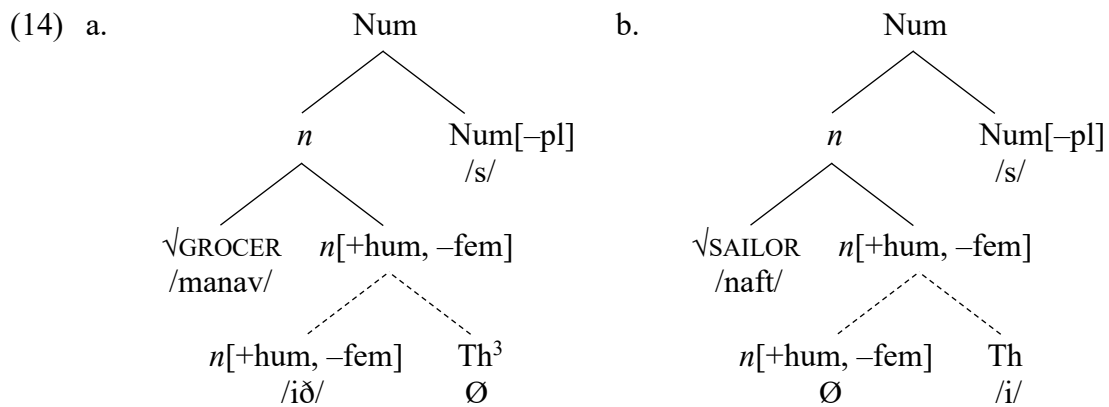 (14) a. Num b. Num
n Num[–pl] n Num[–pl]
/s/ /s/
√GROCER n[+hum, –fem] √SAILOR n[+hum, –fem]
/manav/ /naft/
n[+hum, –fem] Th³ n[+hum, –fem] Th
/ið/ Ø Ø /i/